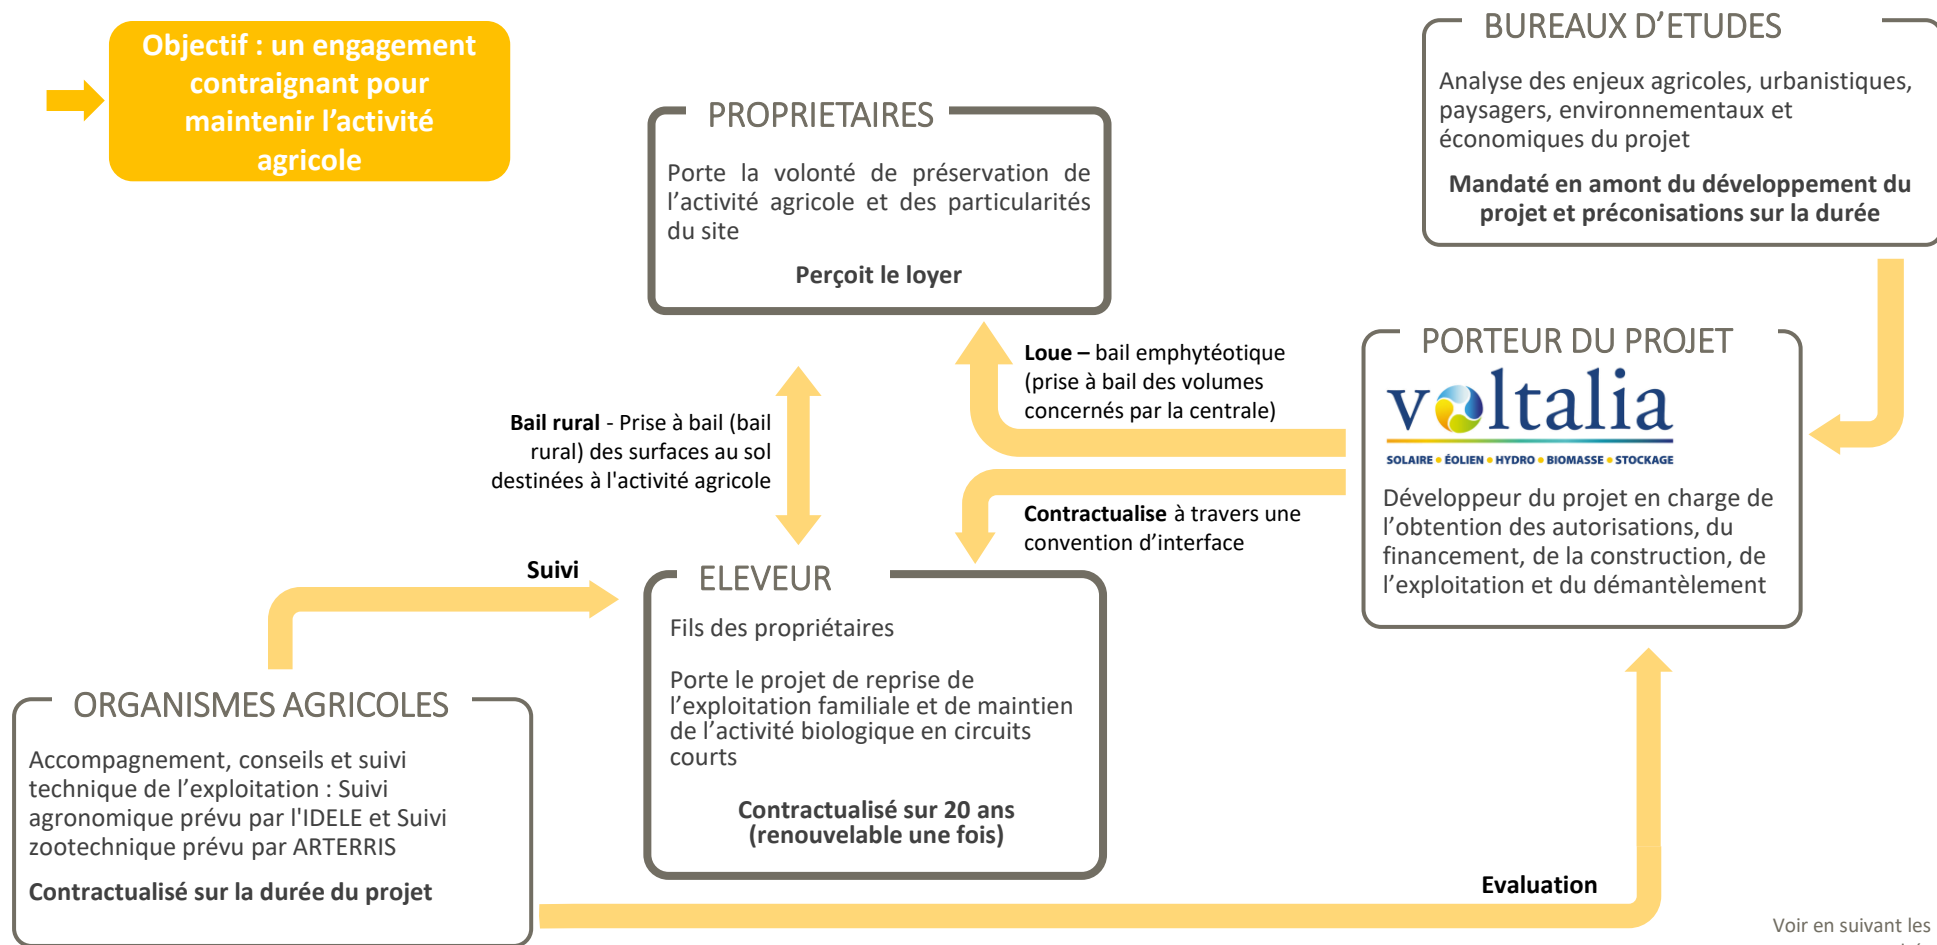 Objectif : un engagement
contraignant pour
maintenir l'activité
agricole
BUREAUX D'ETUDES
Analyse des enjeux agricoles, urbanistiques,
paysagers, environnementaux et
économiques du projet
Mandaté en amont du développement du
projet et préconisations sur la durée
PROPRIETAIRES
Porte la volonté de préservation de
l'activité agricole et des particularités
du site
Perçoit le loyer
Loue – bail emphytéotique
(prise à bail des volumes
concernés par la centrale)
PORTEUR DU PROJET
voltalia
SOLAIRE • ÉOLIEN • HYDRO • BIOMASSE • STOCKAGE
Développeur du projet en charge de
l'obtention des autorisations, du
financement, de la construction, de
l'exploitation et du démantèlement
Bail rural - Prise à bail (bail
rural) des surfaces au sol
destinées à l'activité agricole
Contractualise à travers une
convention d'interface
Suivi
ELEVEUR
Fils des propriétaires
Porte le projet de reprise de
l'exploitation familiale et de maintien
de l'activité biologique en circuits
courts
Contractualisé sur 20 ans
(renouvelable une fois)
ORGANISMES AGRICOLES
Accompagnement, conseils et suivi
technique de l'exploitation : Suivi
agronomique prévu par l'IDELE et Suivi
zootechnique prévu par ARTERRIS
Contractualisé sur la durée du projet
Evaluation
Voir en suivant les